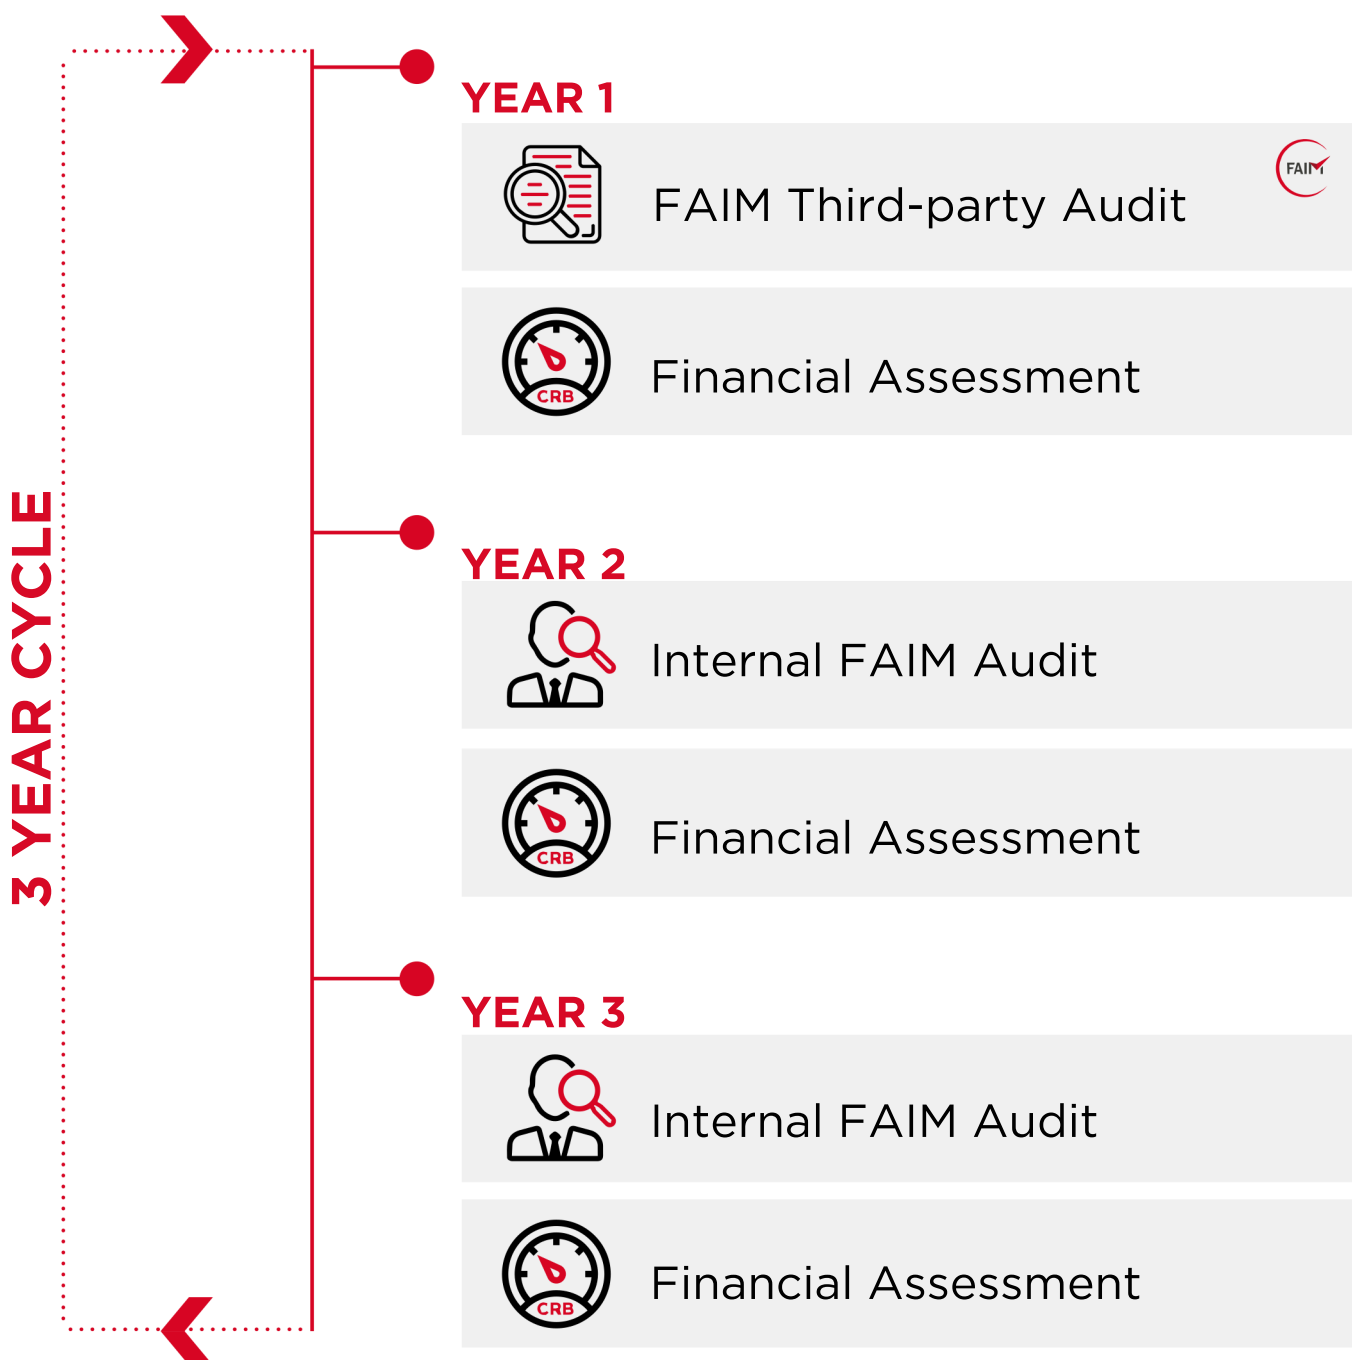 3 YEAR CYCLE
YEAR 1
FAIM Third-party Audit
FAIM
CRB
Financial Assessment
YEAR 2
Internal FAIM Audit
CRB
Financial Assessment
YEAR 3
Internal FAIM Audit
CRB
Financial Assessment